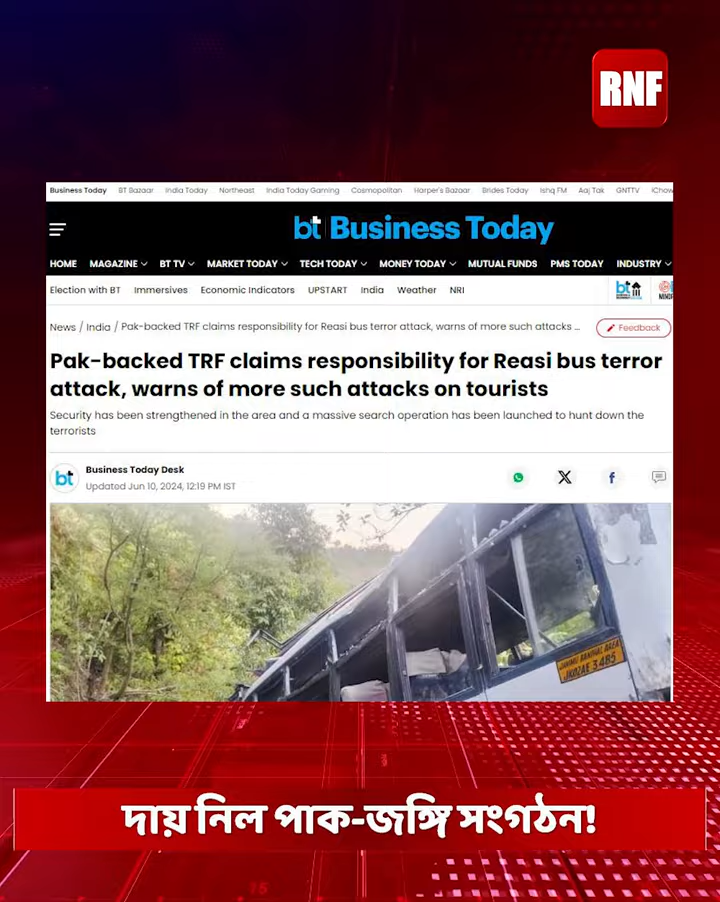 RNF
Business Today BT Bazaar India Today Northeast India Today Gaming Cosmopolitan Harper's Bazaar Brides Today Ishq FM Aaj Tak GNTTV iChow
bt Business Today
HOME MAGAZINE BT TV MARKET TODAY TECH TODAY MONEY TODAY MUTUAL FUNDS PMS TODAY INDUSTRY
Election with BT Immersives Economic Indicators UPSTART India Weather NRI
News / India / Pak-backed TRF claims responsibility for Reasi bus terror attack, warns of more such attacks ...
Feedback
Pak-backed TRF claims responsibility for Reasi bus terror
attack, warns of more such attacks on tourists
Security has been strengthened in the area and a massive search operation has been launched to hunt down the
terrorists
bt
Business Today Desk
Updated Jun 10, 2024, 12:19 PM IST
JK02AE 3485
দায় নিল পাক-জঙ্গি সংগঠন!